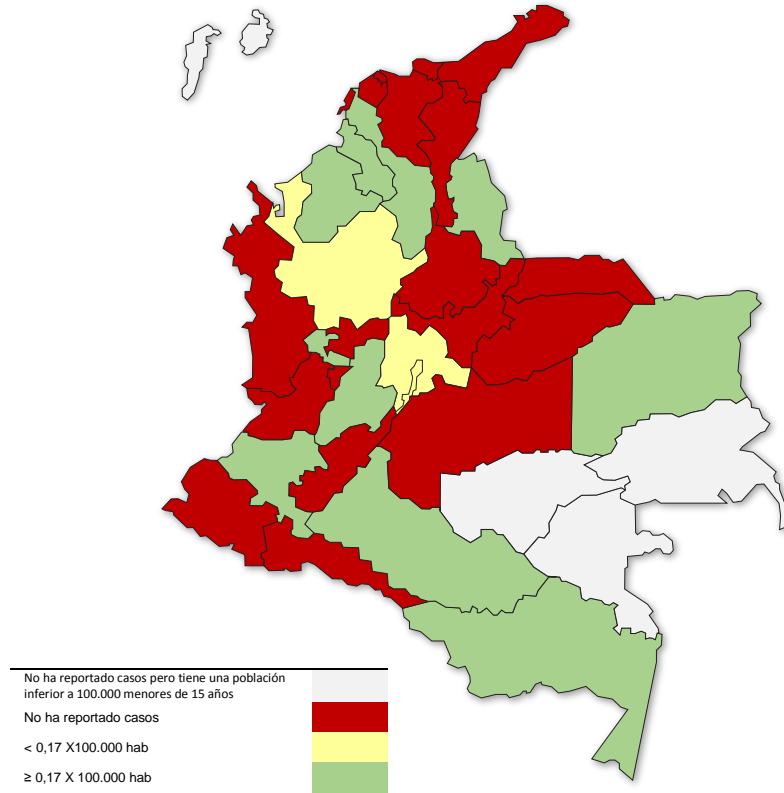 No ha reportado casos pero tiene una población
inferior a 100.000 menores de 15 años
No ha reportado casos
< 0,17 X100.000 hab
≥ 0,17 X 100.000 hab